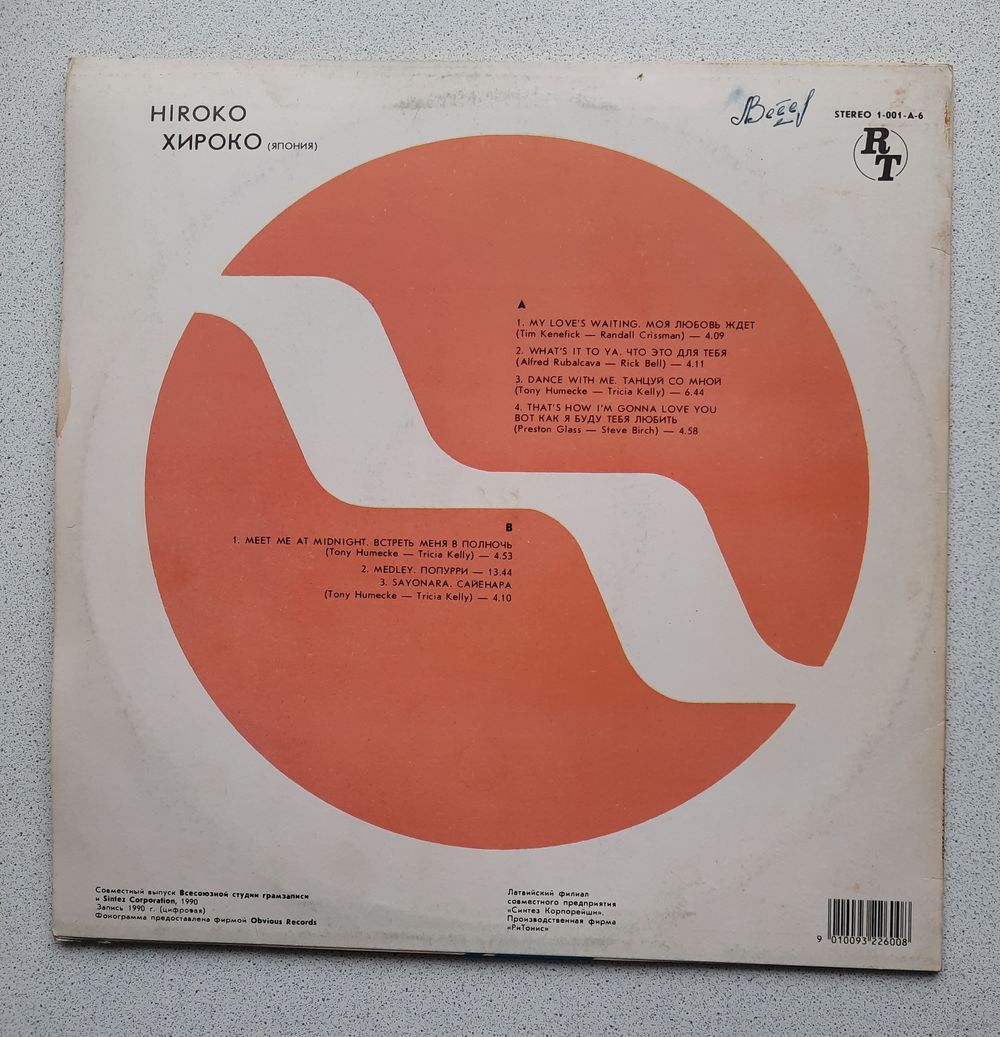 HIROKO
ХИРОКО (ЯПОНИЯ)
STEREO 1-001-A-6
RT
A
1. MY LOVE'S WAITING. МОЯ ЛЮБОВЬ ЖДЕТ
(Tim Kenefick — Randall Crissman) — 4.09
2. WHAT'S IT TO YA. ЧТО ЭТО ДЛЯ ТЕБЯ
(Alfred Rubalcava — Rick Bell) — 4.11
3. DANCE WITH ME. ТАНЦУЙ СО МНОЙ
(Tony Humecke — Tricia Kelly) — 6.44
4. THAT'S HOW I'M GONNA LOVE YOU
ВОТ КАК Я БУДУ ТЕБЯ ЛЮБИТЬ
(Preston Glass — Steve Birch) — 4.58
B
1. MEET ME AT MIDNIGHT. ВСТРЕТЬ МЕНЯ В ПОЛНОЧЬ
(Tony Humecke — Tricia Kelly) — 4.53
2. MEDLEY. ПОПУРРИ — 13.44
3. SAYONARA. САЙЕНАРА
(Tony Humecke — Tricia Kelly) — 4.10
Совместный выпуск Всесоюзной студии грамзаписи
и Sintez Corporation, 1990
Запись 1990 г. (цифровая)
Фонограмма предоставлена фирмой Obvious Records
Латвийский филиал
совместного предприятия
«Синтез Корпорейшн».
Производственная фирма
«РиТонис»
9 010093 226008